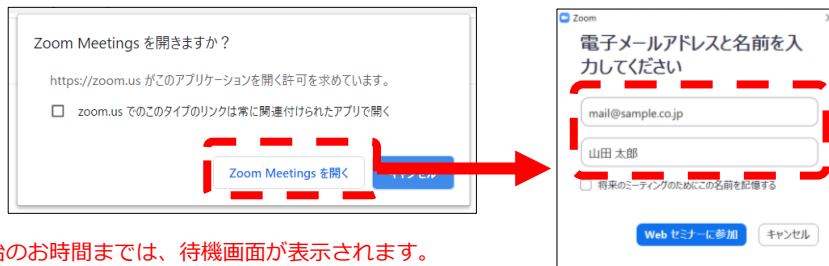 Zoom Meetings を開きますか？
https://zoom.us がこのアプリケーションを開く許可を求めています。
zoom.us でのこのタイプのリンクは常に関連付けられたアプリで開く
Zoom Meetings を開く
Zoom
電子メールアドレスと名前を入
力してください
mail@sample.co.jp
山田 太郎
将来のミーティングのためにこの名前を記憶する
Web セミナーに参加 キャンセル
のお時間までは、待機画面が表示されます。